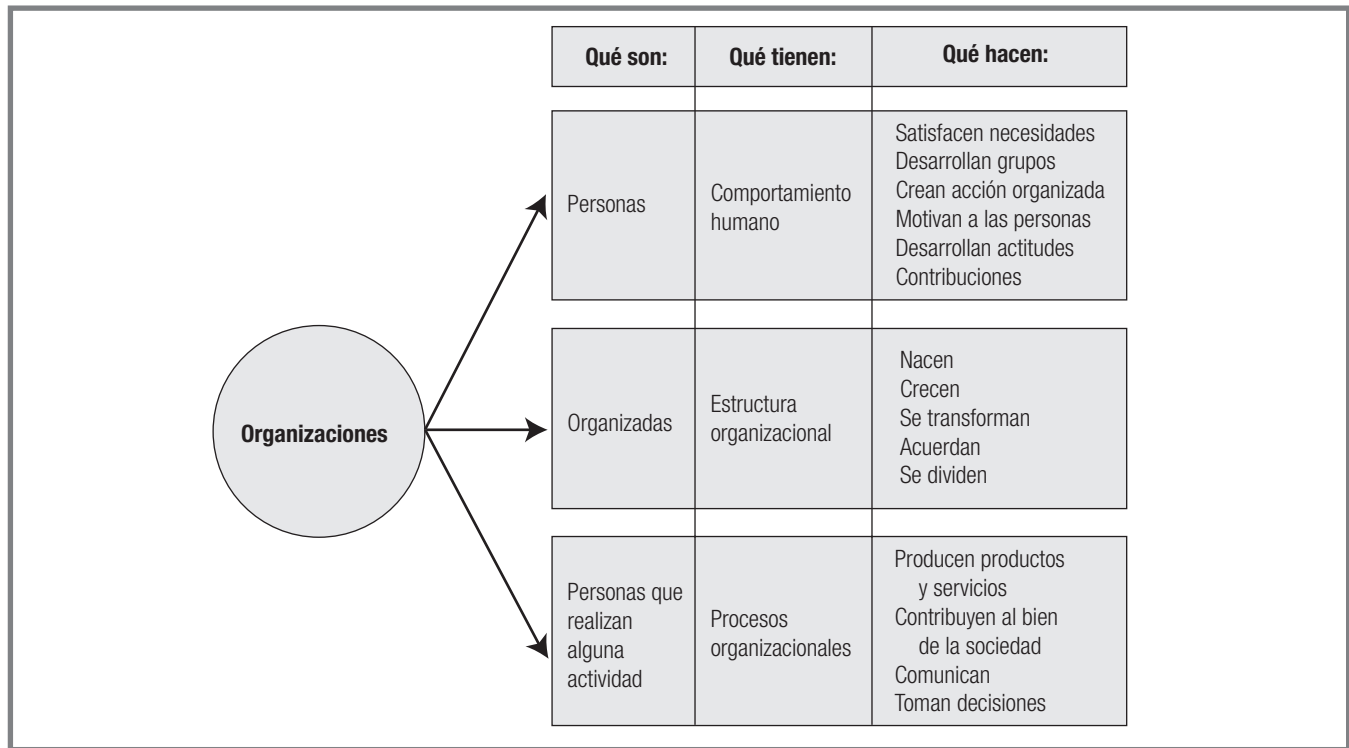 Qué son:
Qué tienen:
Qué hacen:
Organizaciones
Personas
Comportamiento
humano
Satisfacen necesidades
Desarrollan grupos
Crean acción organizada
Motivan a las personas
Desarrollan actitudes
Contribuciones
Organizadas
Estructura
organizacional
Nacen
Crecen
Se transforman
Acuerdan
Se dividen
Personas que
realizan
alguna
actividad
Procesos
organizacionales
Producen productos
y servicios
Contribuyen al bien
de la sociedad
Comunican
Toman decisiones